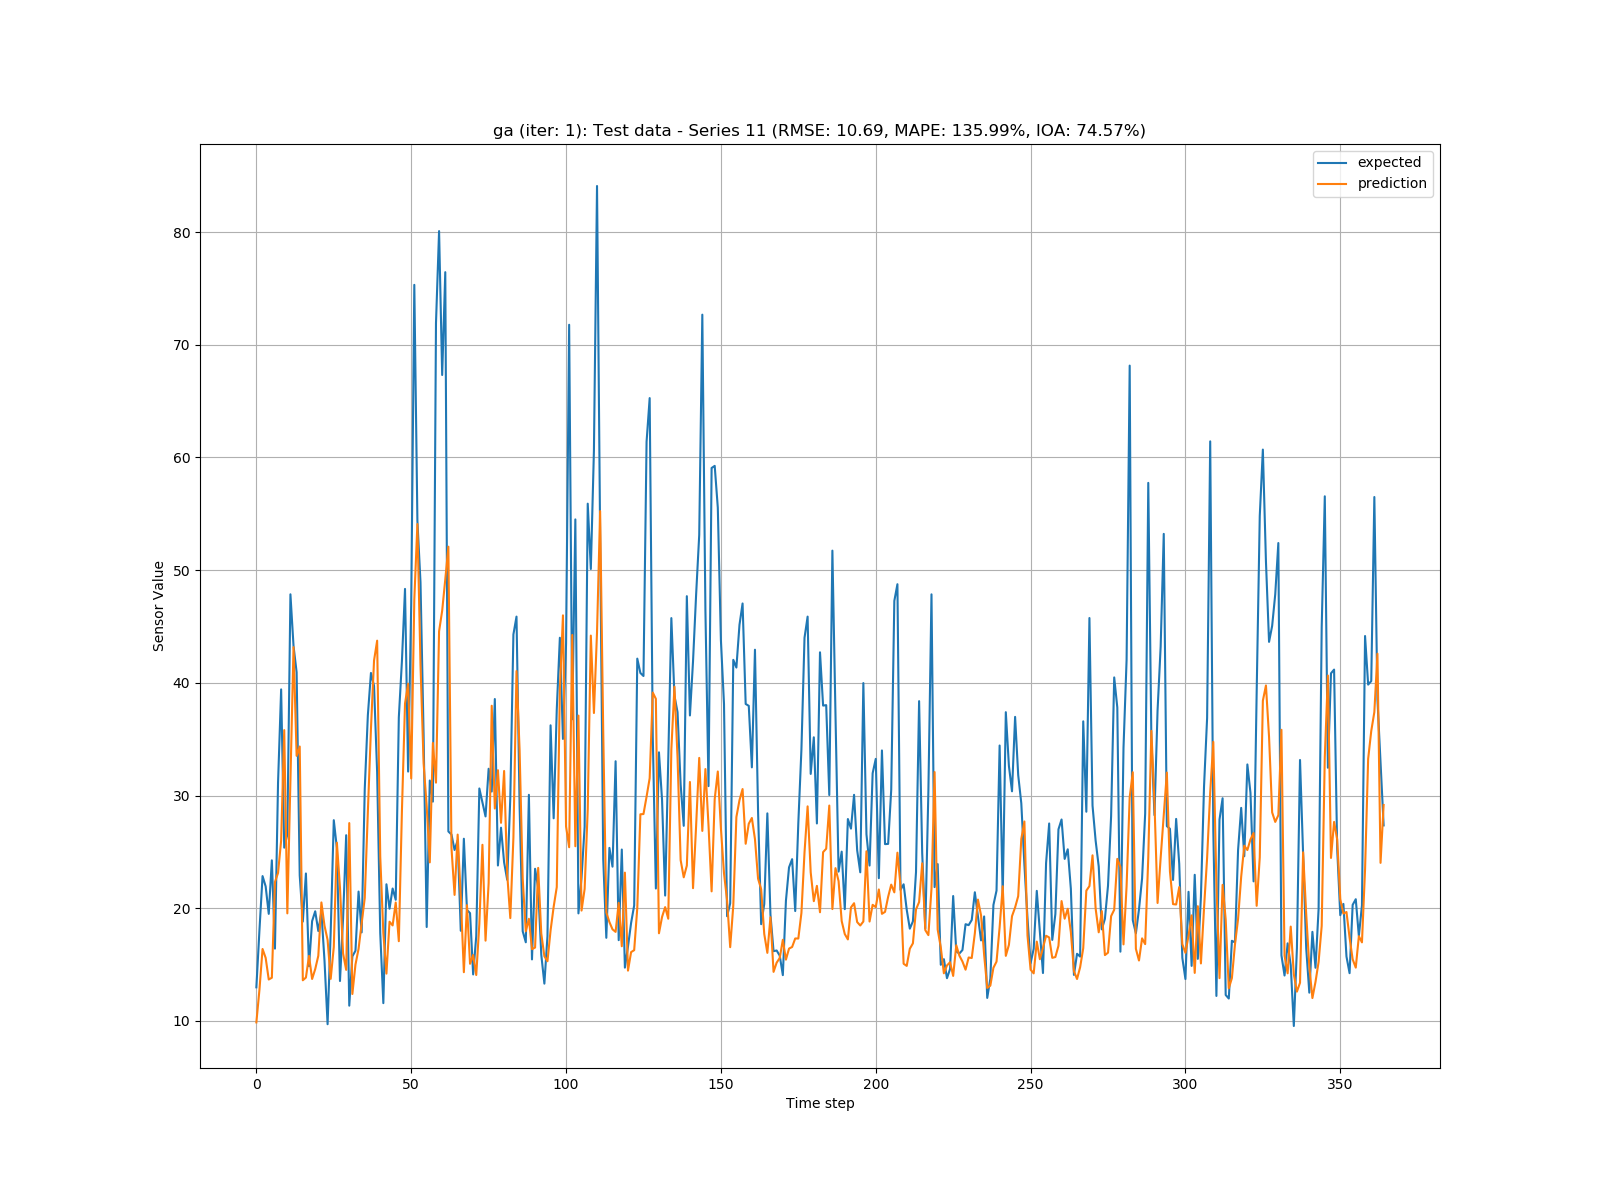 ga (iter: 1): Test data - Series 11 (RMSE: 10.69, MAPE: 135.99%, IOA: 74.57%)
expected
prediction
80
70
60
50
40
30
20
10
Sensor Value
0 50 100 150 200 250 300 350
Time step